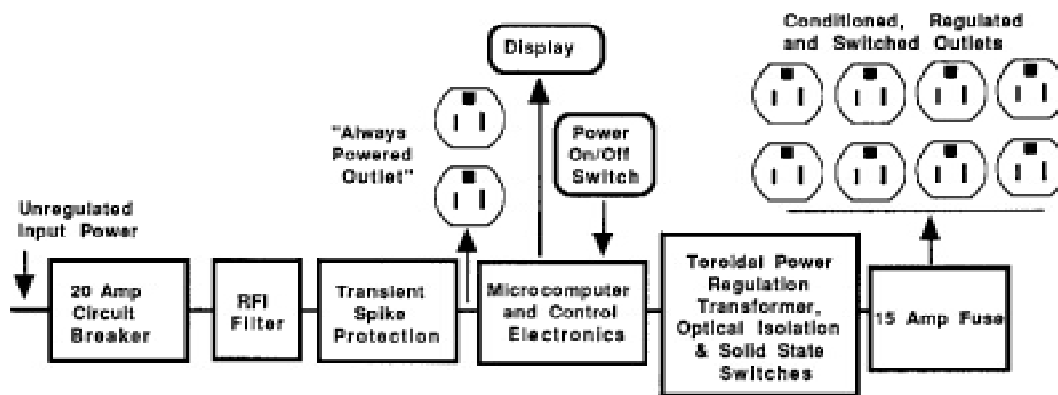 Conditioned, Regulated
and Switched Outlets
Display
"Always
Powered
Outlet"
Power
On/Off
Switch
Unregulated
Input Power
20 Amp
Circuit
Breaker
RFI
Filter
Transient
Spike
Protection
Microcomputer
and Control
Electronics
Toroidal Power
Regulation
Transformer,
Optical Isolation
& Solid State
Switches
15 Amp Fuse